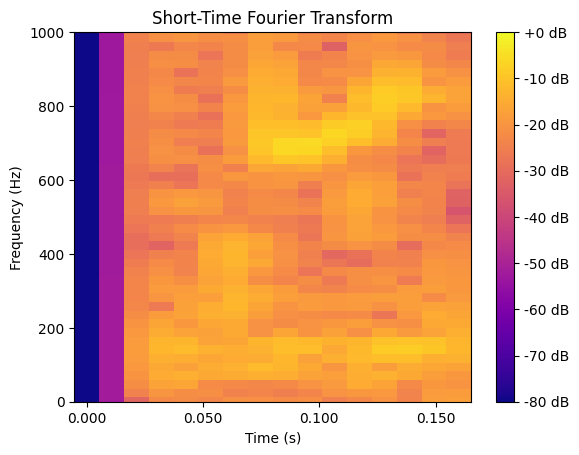 Short-Time Fourier Transform
1000
800
600
400
200
0
Frequency (Hz)
0.000
0.050
0.100
0.150
Time (s)
+0 dB
-10 dB
-20 dB
-30 dB
-40 dB
-50 dB
-60 dB
-70 dB
-80 dB